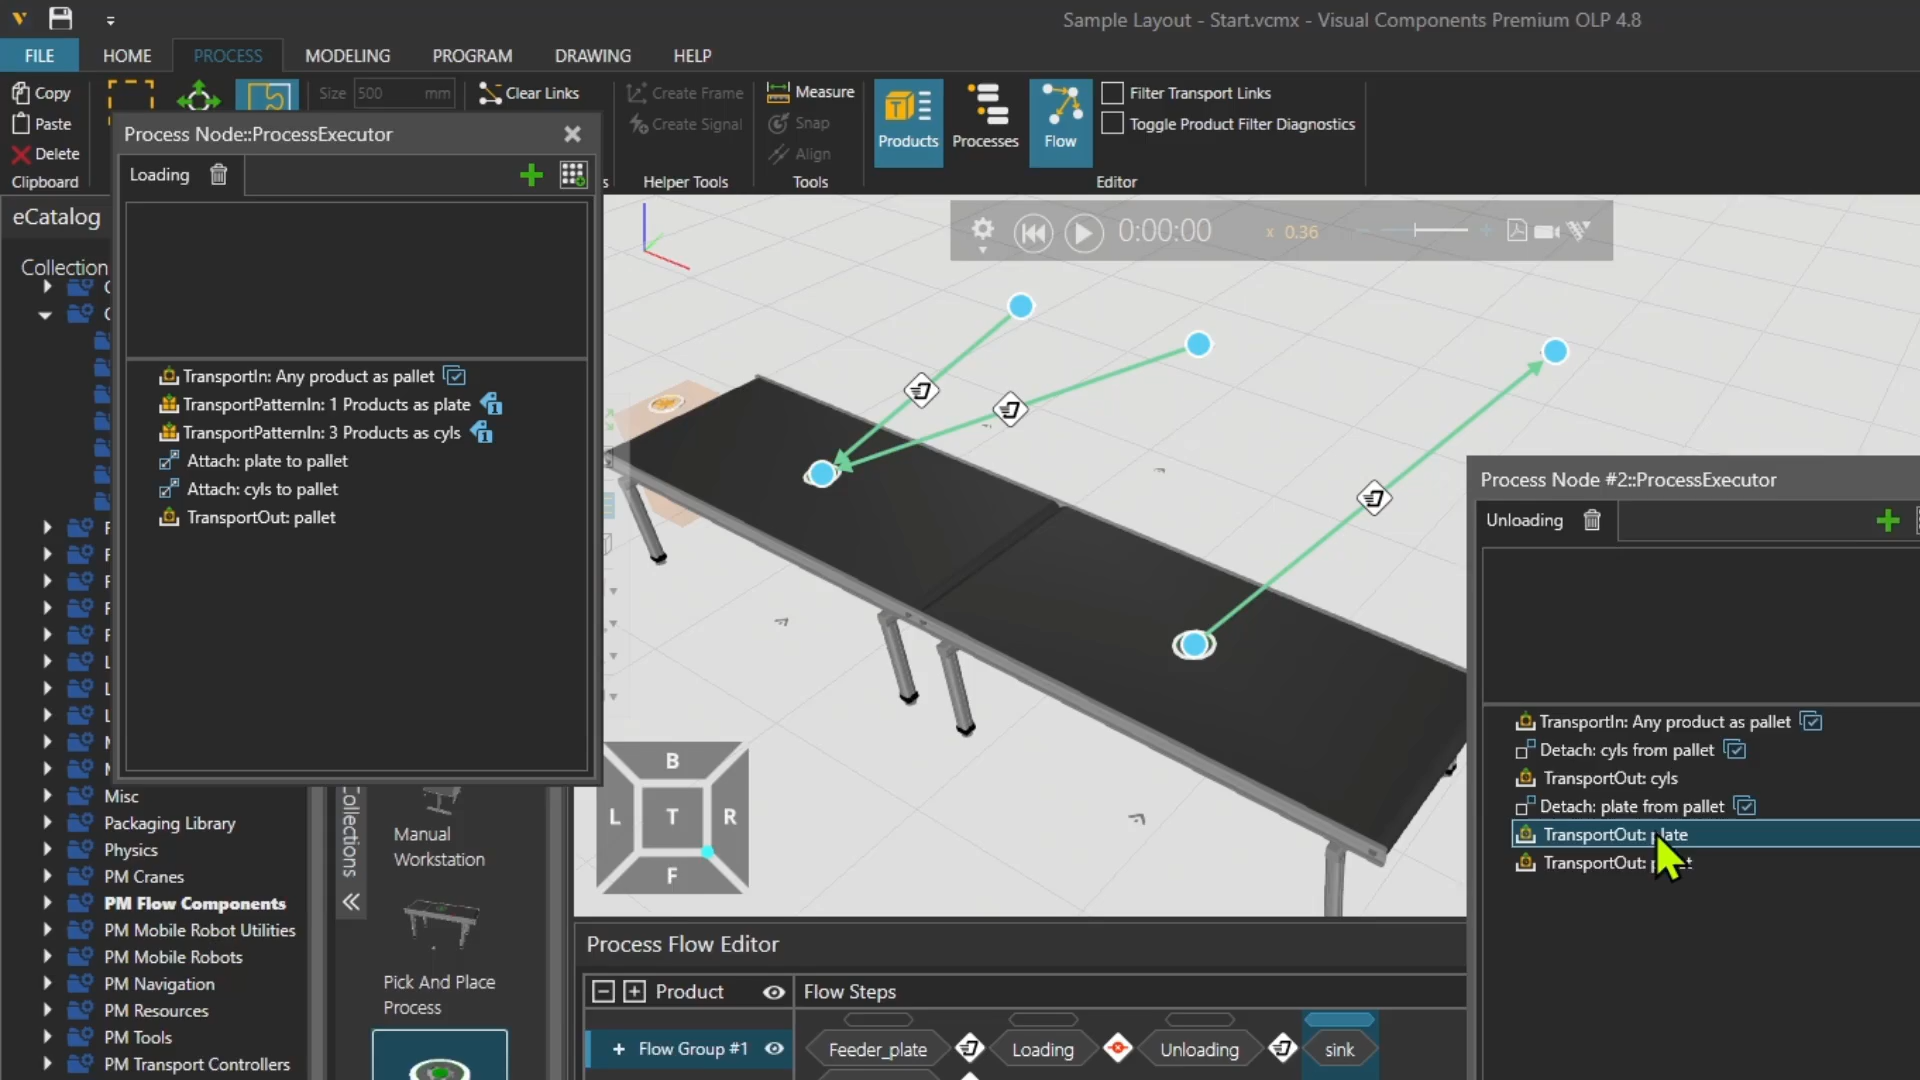 Sample Layout - Start.vcmx - Visual Components Premium OLP 4.8
FILE HOME PROCESS MODELING PROGRAM DRAWING HELP
Copy
Paste
Delete
Clipboard
Size 500 mm
Clear Links
Create Frame
Create Signal
Helper Tools
Measure
Snap
Align
Tools
Products
Processes
Flow
Filter Transport Links
Toggle Product Filter Diagnostics
Editor
Process Node::ProcessExecutor
Loading
TransportIn: Any product as pallet
TransportPatternIn: 1 Products as plate
TransportPatternIn: 3 Products as cyls
Attach: plate to pallet
Attach: cyls to pallet
TransportOut: pallet
eCatalog
Collection
0:00:00
x 0.36
Process Node #2::ProcessExecutor
Unloading
TransportIn: Any product as pallet
Detach: cyls from pallet
TransportOut: cyls
Detach: plate from pallet
TransportOut: plate
TransportOut:
B
L T R
F
Misc
Packaging Library
Physics
PM Cranes
PM Flow Components
PM Mobile Robot Utilities
PM Mobile Robots
PM Navigation
PM Resources
PM Tools
PM Transport Controllers
Collections
Manual
Workstation
Pick And Place
Process
Process Flow Editor
Product Flow Steps
+ Flow Group #1 Feeder_plate Loading Unloading sink